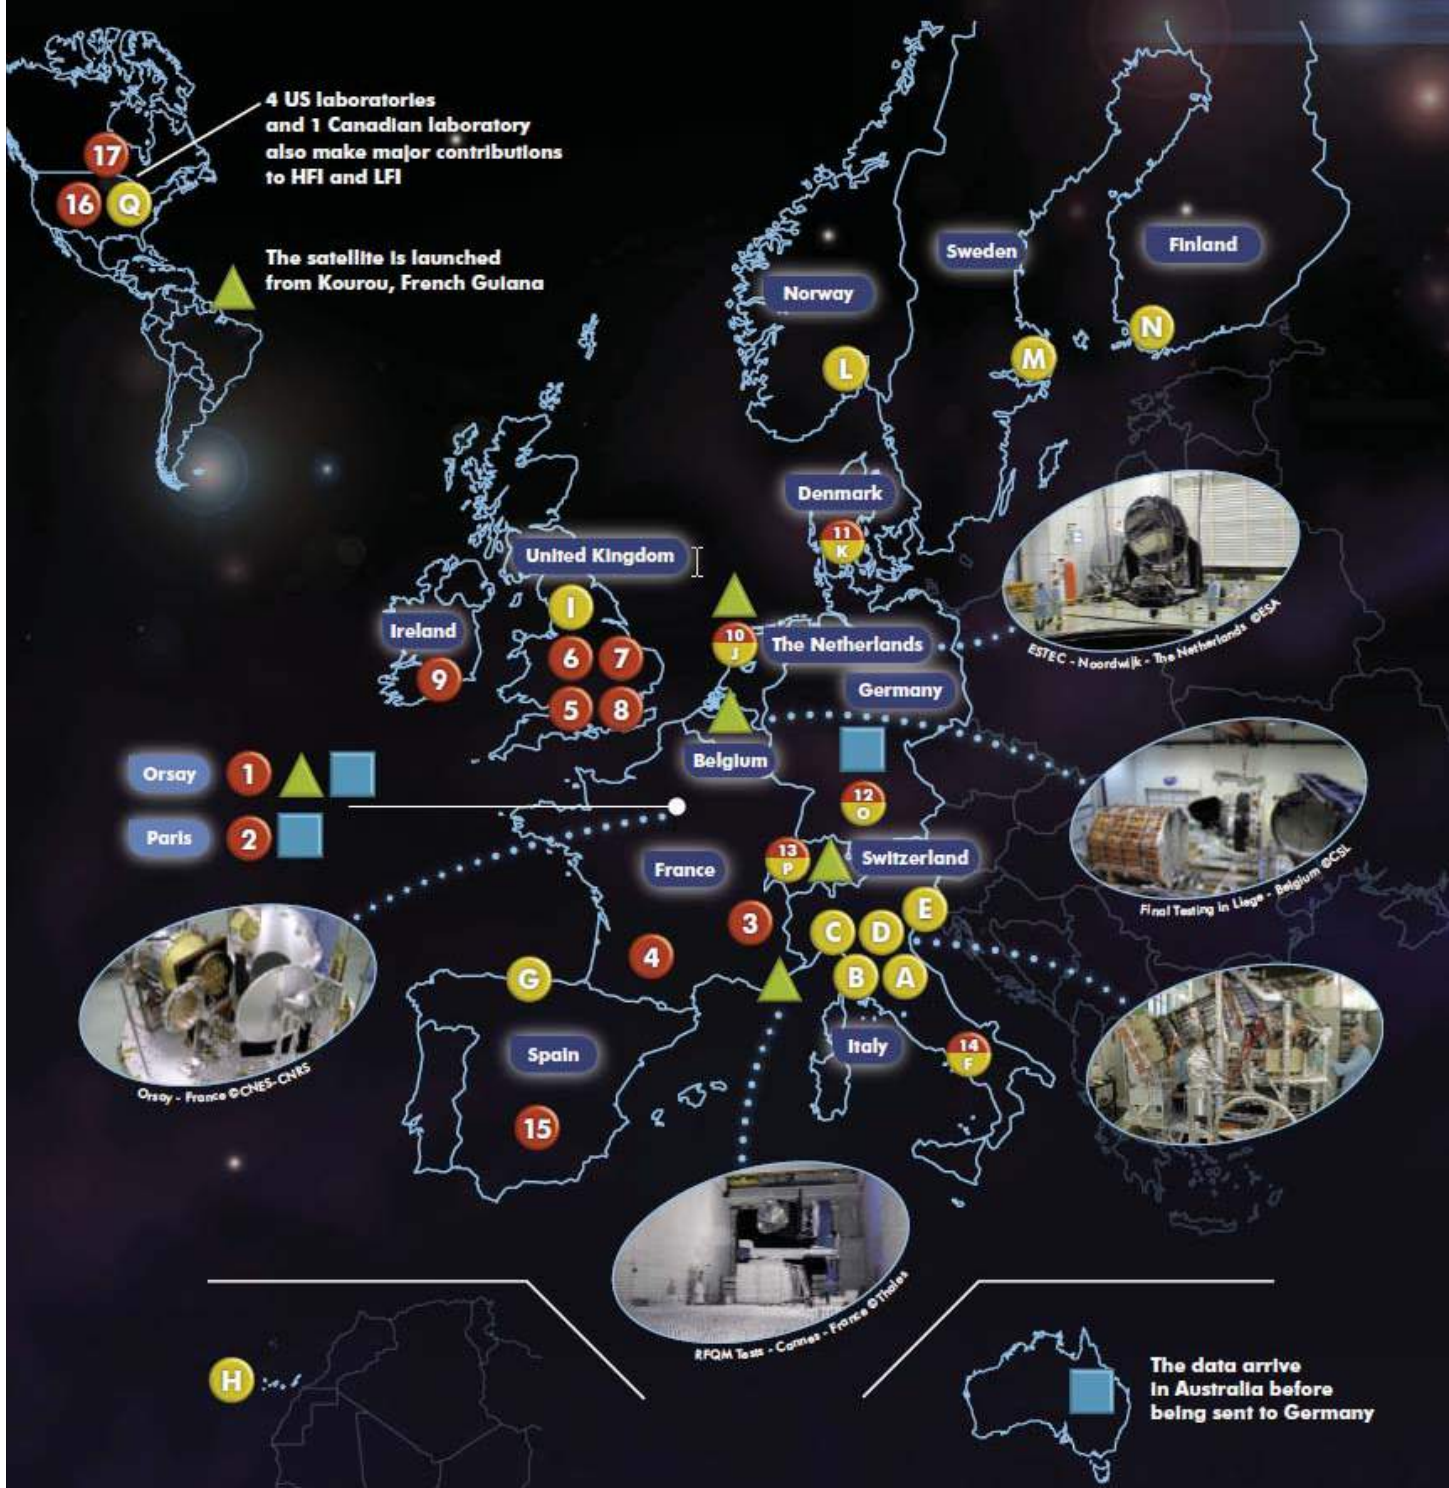 4 US laboratories
and 1 Canadian laboratory
also make major contributions
to HFI and LFI
17
16
Q
The satellite is launched
from Kourou, French Guiana
Sweden
Finland
Norway
N
M
L
Denmark
11
K
United Kingdom
I
Ireland
10
J
The Netherlands
ESTEC - Noordwijk - The Netherlands ©ESA
6
7
9
Germany
5
8
Belgium
Orsay
1
12
O
Paris
2
13
P
Switzerland
France
Final Testing in Liege - Belgium ©CSL
3
C
D
E
4
G
B
A
Spain
Italy
14
F
Orsay - France ©CNES-CNRS
15
RFQM Tests - Cannes - France ©Thales
H
The data arrive
in Australia before
being sent to Germany